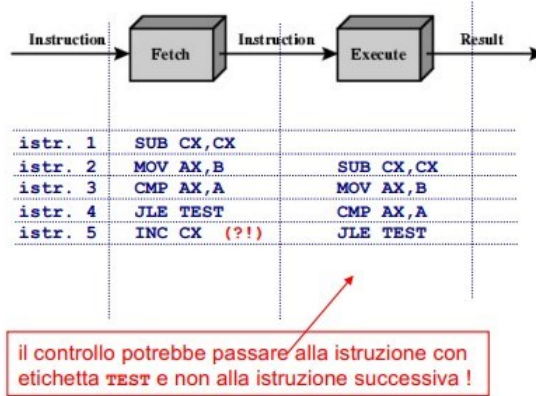 Instruction Fetch Instruction Execute Result
istr. 1 SUB CX,CX
istr. 2 MOV AX,B SUB CX,CX
istr. 3 CMP AX,A MOV AX,B
istr. 4 JLE TEST CMP AX,A
istr. 5 INC CX (?!) JLE TEST
il controllo potrebbe passare alla istruzione con
etichetta TEST e non alla istruzione successiva !